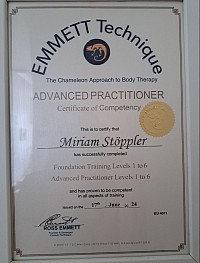 EMMETT Technique
The Chameleon Approach to Body Therapy
ADVANCED PRACTITIONER
Certificate of Competency
This is to certify that
Miriam Stöppler
has successfully completed
Foundation Training Levels 1 to 6
Advanced Practitioner Levels 1 to 6
and has proven to be competent
in all aspects of training
Issued on the 17th June 24
ROSS EMMETT